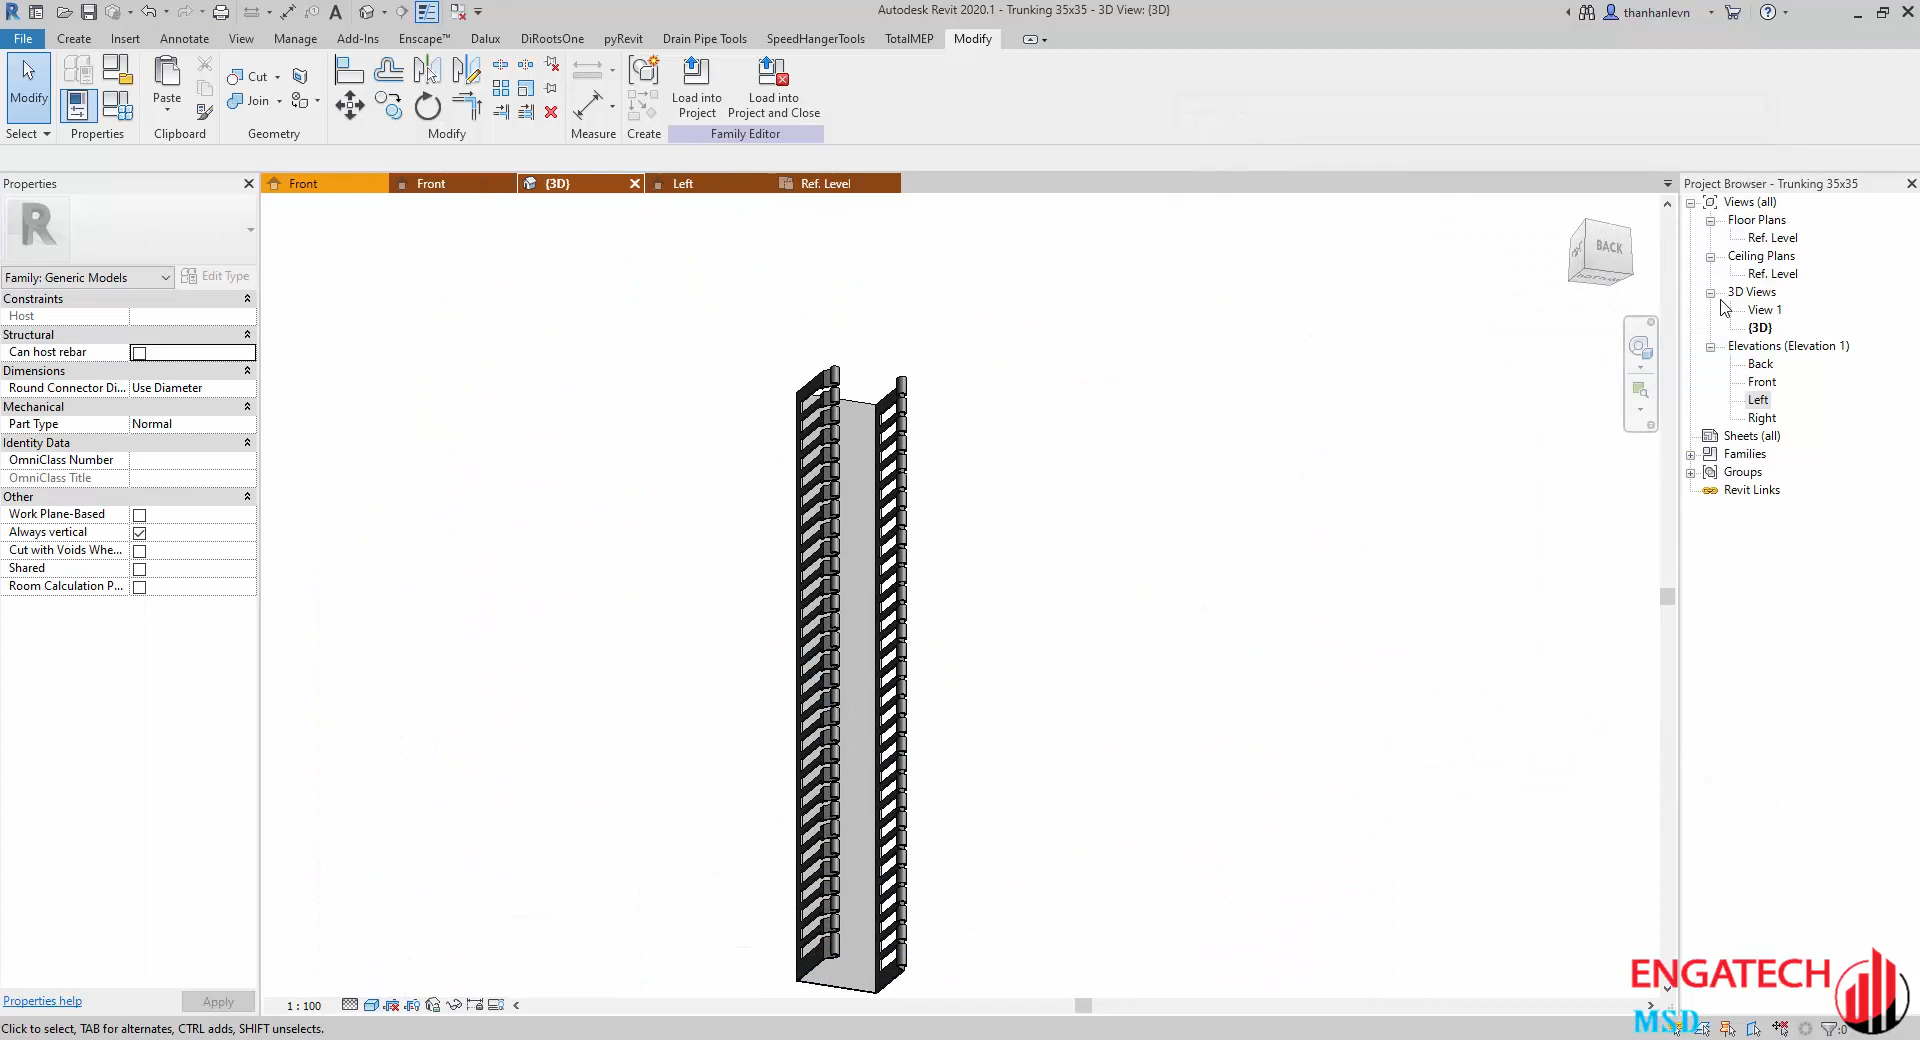 Autodesk Revit 2020.1 - Trunking 35x35 - 3D View: {3D}
thanhanlevn
File Create Insert Annotate View Manage Add-Ins Enscape™ Dalux DiRootsOne pyRevit Drain Pipe Tools SpeedHangerTools TotalMEP Modify
Modify
Paste
Cut
Join
Load into Project
Load into Project and Close
Select Properties Clipboard Geometry Modify Measure Create Family Editor
Properties
Front
Front
{3D}
Left
Ref. Level
Project Browser - Trunking 35x35
Family: Generic Models
Edit Type
Constraints
Host
Structural
Can host rebar
Dimensions
Round Connector Di... Use Diameter
Mechanical
Part Type Normal
Identity Data
OmniClass Number
OmniClass Title
Other
Work Plane-Based
Always vertical
Cut with Voids Whe...
Shared
Room Calculation P...
Properties help
Apply
BACK
Views (all)
Floor Plans
Ref. Level
Ceiling Plans
Ref. Level
3D Views
View 1
{3D}
Elevations (Elevation 1)
Back
Front
Left
Right
Sheets (all)
Families
Groups
Revit Links
1 : 100
Click to select, TAB for alternates, CTRL adds, SHIFT unselects.
:0
ENGATECH
MSD